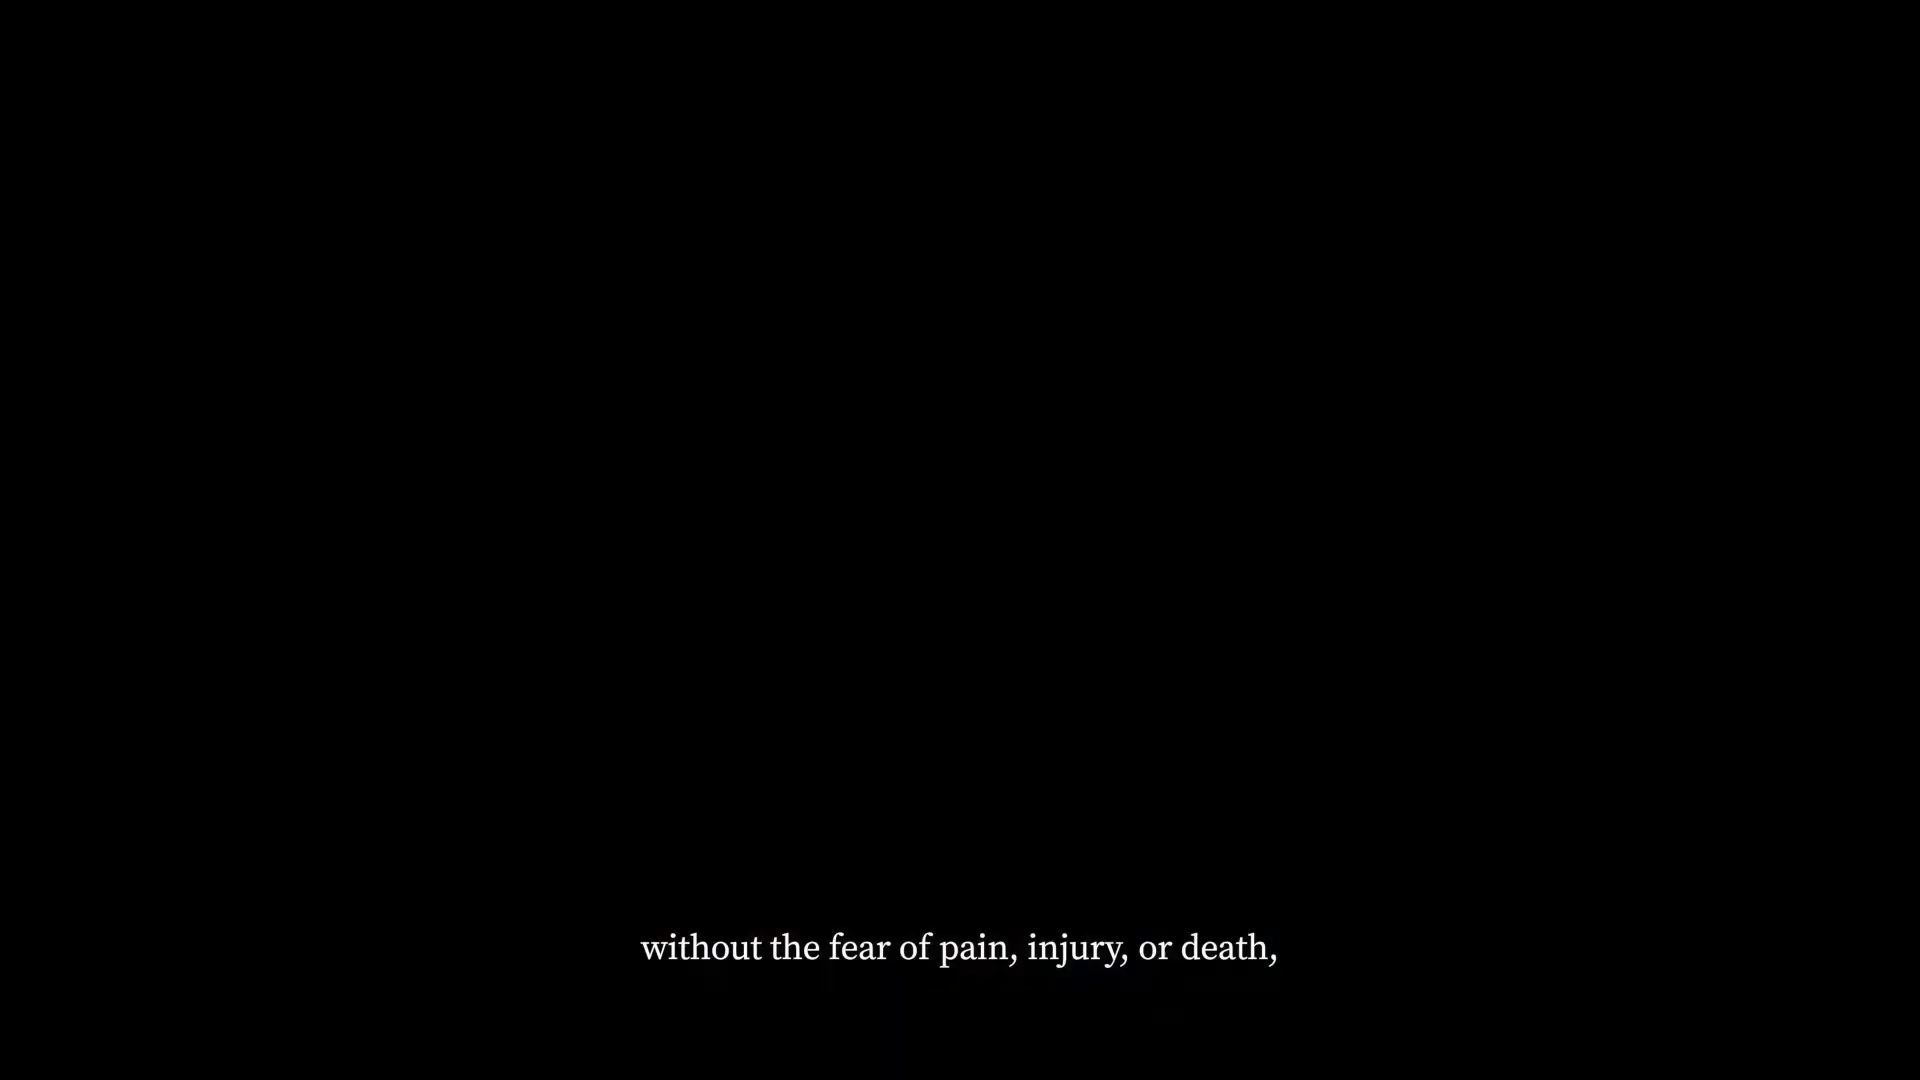 without the fear of pain, injury, or death,